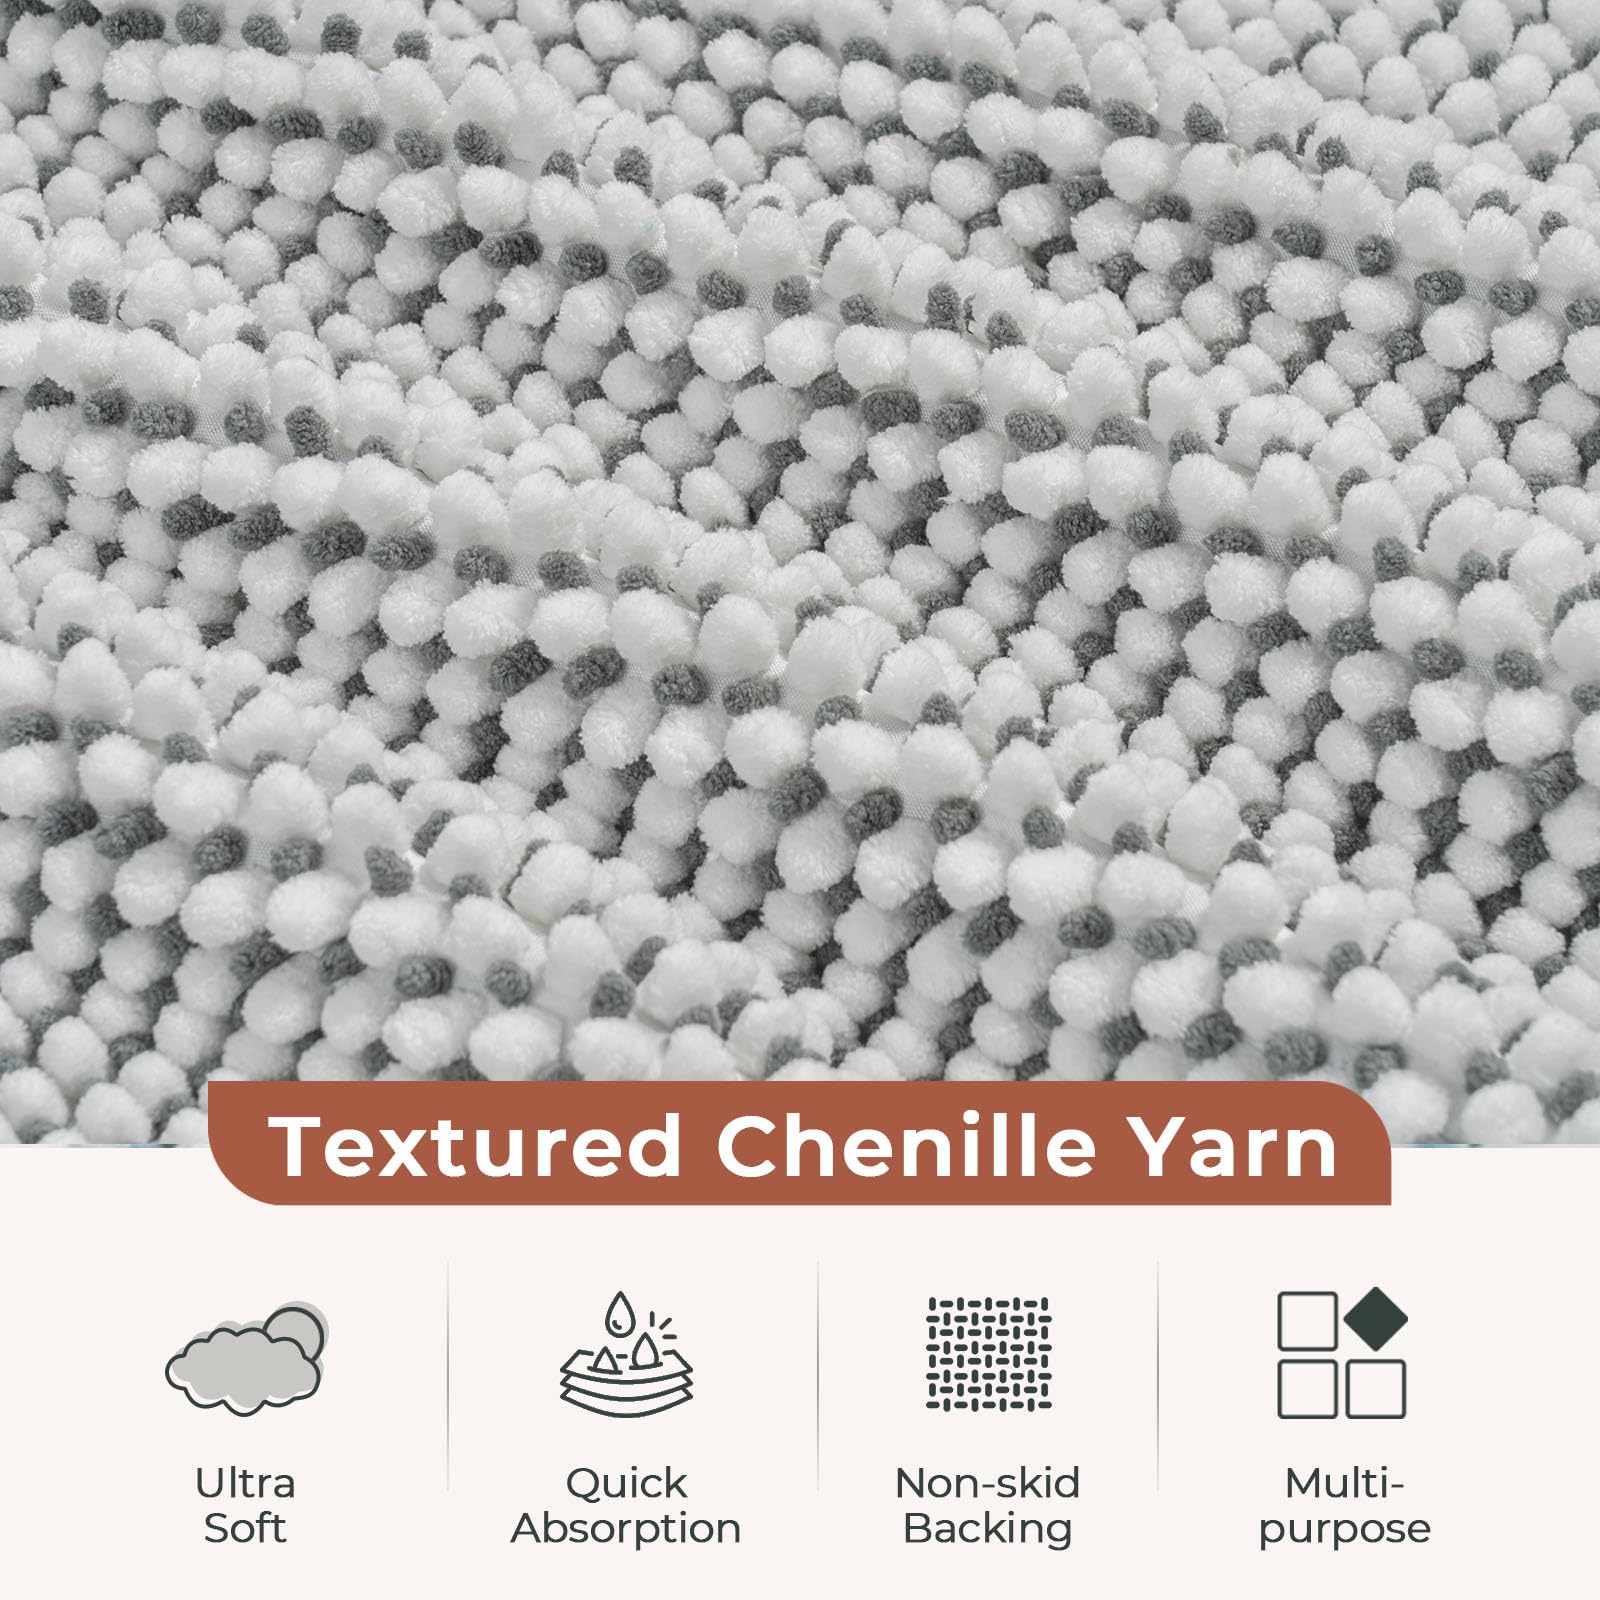 Textured Chenille Yarn
Ultra
Soft
Quick
Absorption
Non-skid
Backing
Multi-
purpose